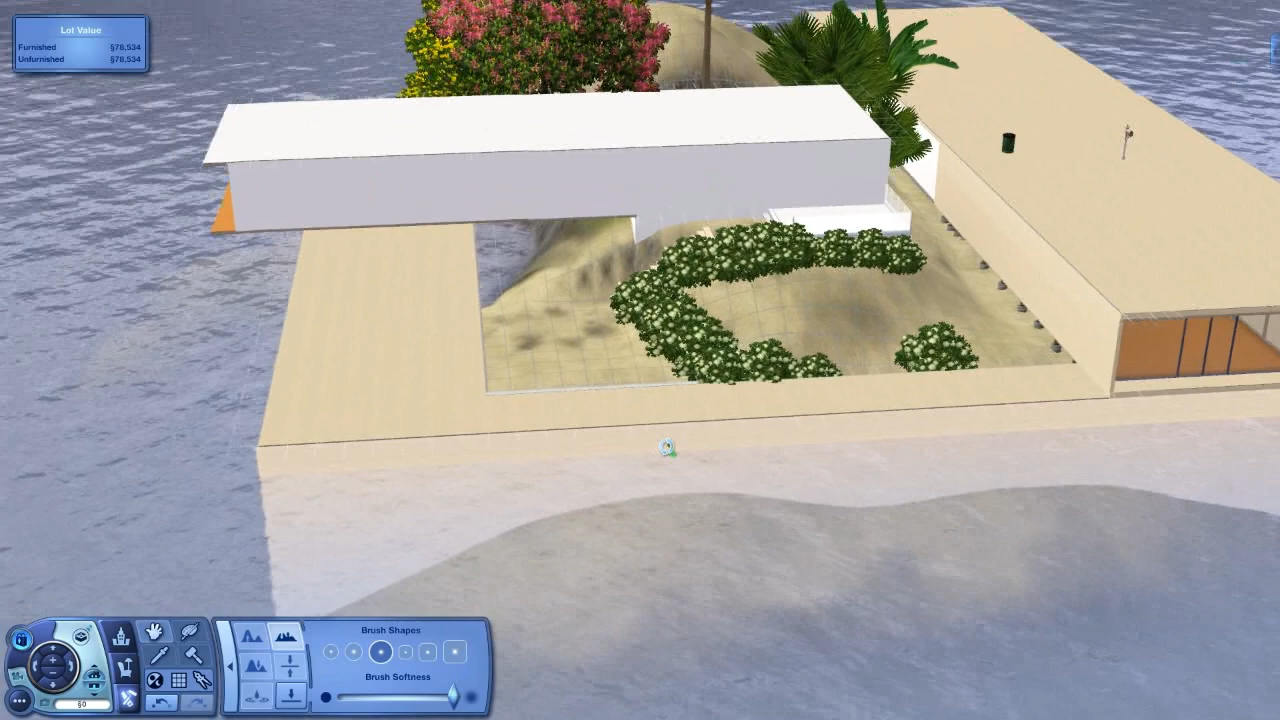 Lot Value
Furnished §78,534
Unfurnished §78,534
Brush Shapes
Brush Softness
§0